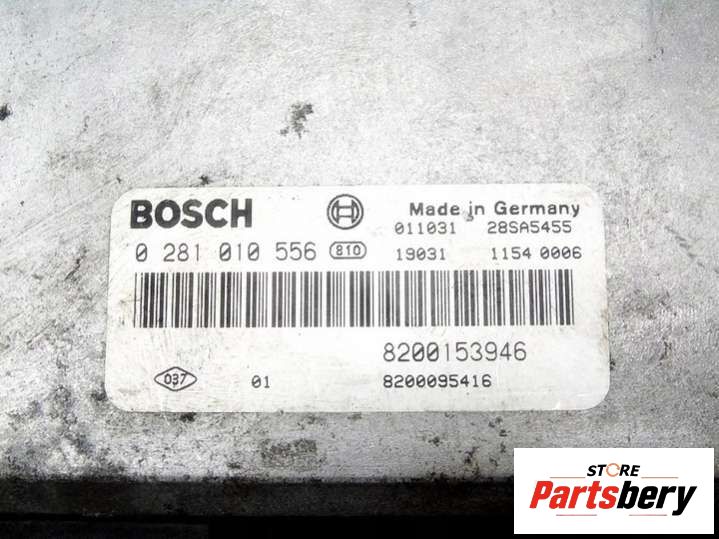 BOSCH Made in Germany
011031 28SA5455
0 281 010 556 810 19031 1154 0006
8200153946
037 01 8200095416
STORE
Partsbery